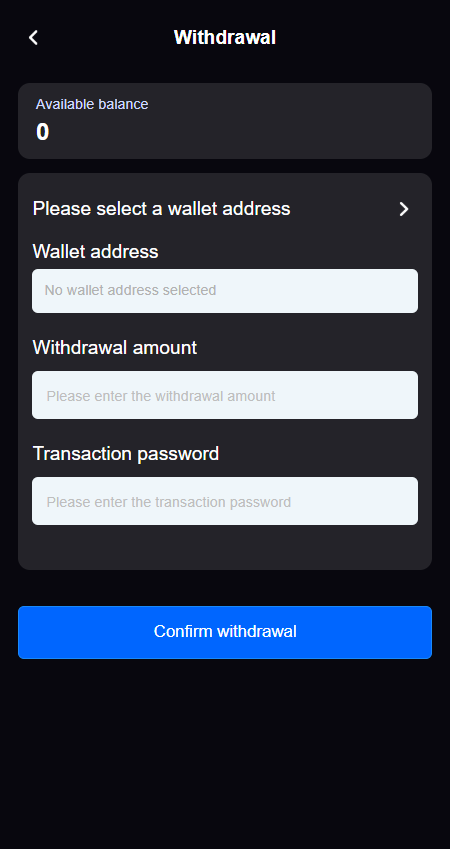 Withdrawal
Available balance
0
Please select a wallet address
Wallet address
No wallet address selected
Withdrawal amount
Please enter the withdrawal amount
Transaction password
Please enter the transaction password
Confirm withdrawal